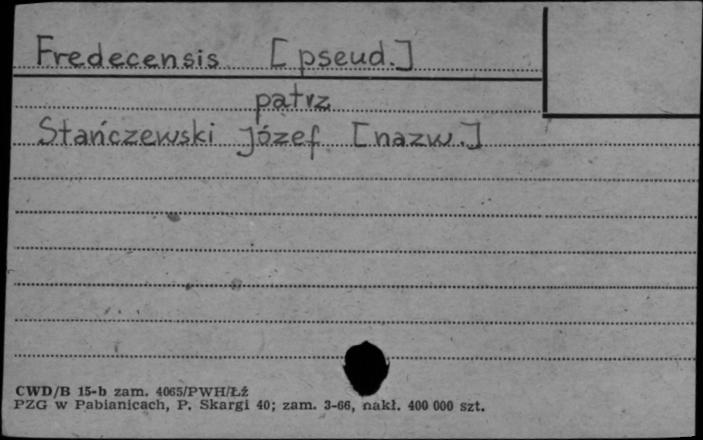 Fredecensis [pseud.]
patrz
Stańczewski Józef [nazw.]
CWD/B 15-b zam. 4065/PWH/Łź
PZG w Pabianicach, P. Skargi 40; zam. 3-66, nakł. 400 000 szt.